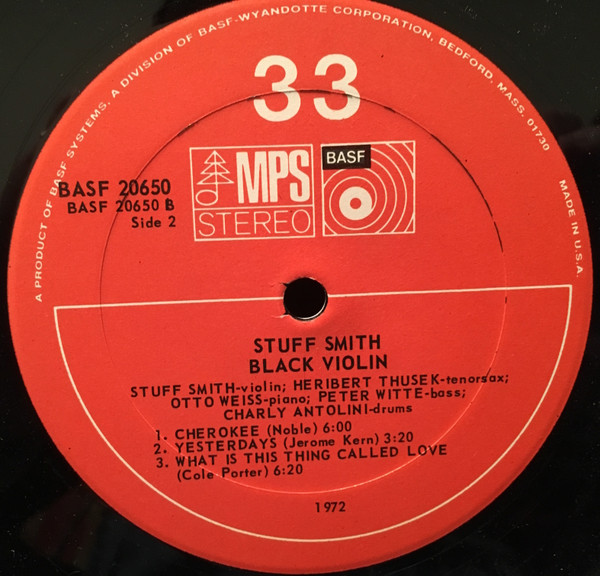 A PRODUCT OF BASF SYSTEMS, A DIVISION OF BASF-WYANDOTTE CORPORATION, BEDFORD, MASS. 01730
33
MPS
STEREO
BASF
BASF 20650
BASF 20650 B
Side 2
MADE IN U.S.A.
STUFF SMITH
BLACK VIOLIN
STUFF SMITH-violin; HERIBERT THUSEK-tenorsax;
OTTO WEISS-piano; PETER WITTE-bass;
CHARLY ANTOLINI-drums
1. CHEROKEE (Noble) 6:00
2. YESTERDAYS (Jerome Kern) 3:20
3. WHAT IS THIS THING CALLED LOVE
(Cole Porter) 6:20
1972